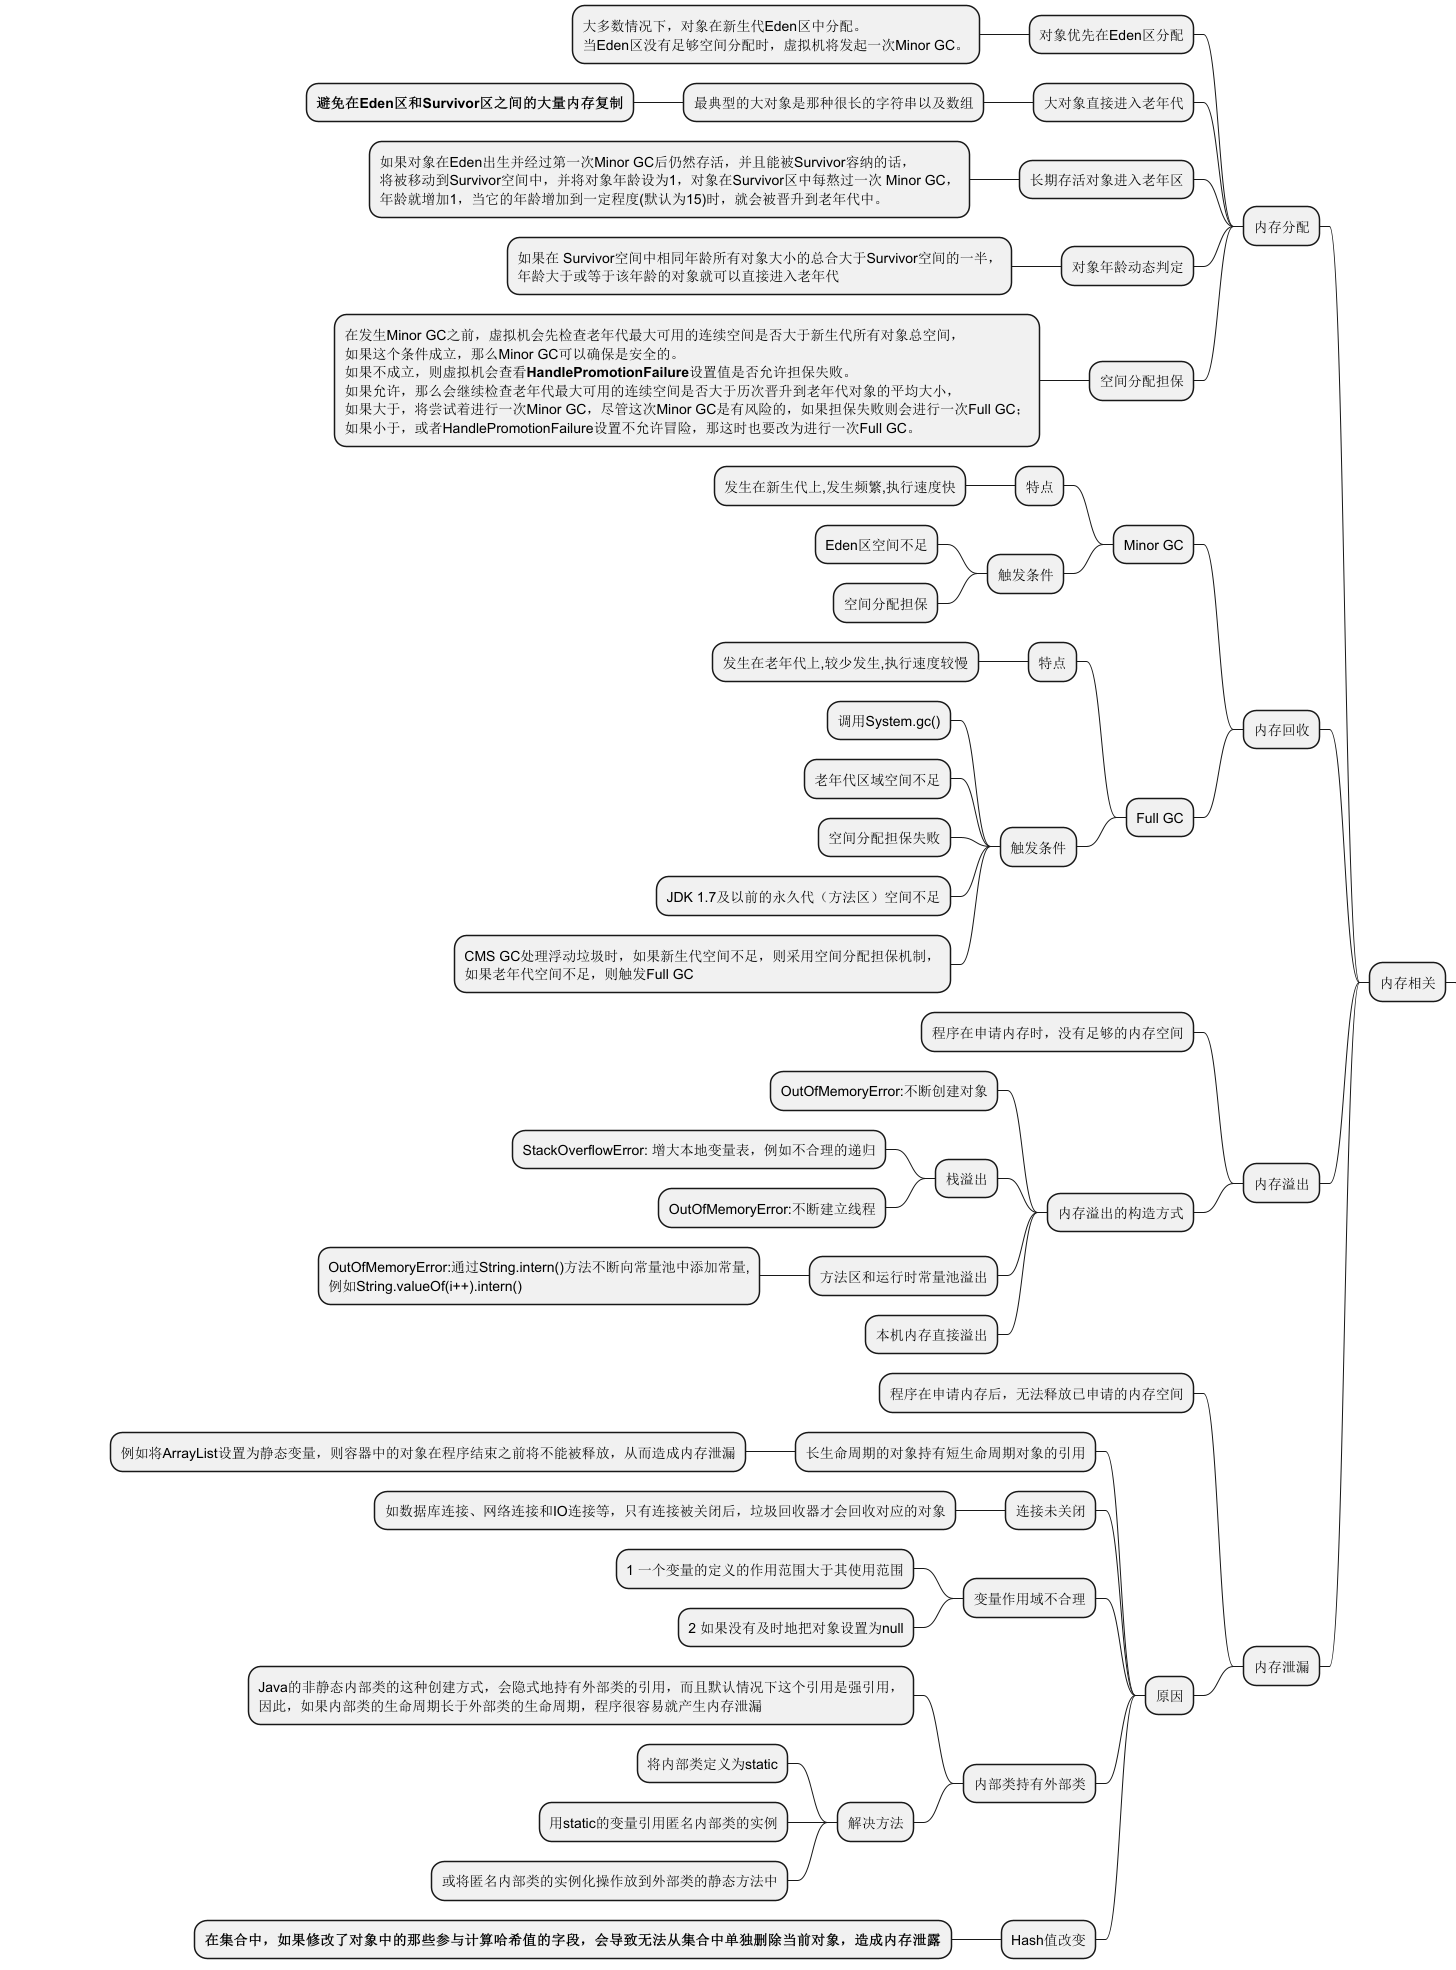 内存相关
内存分配
对象优先在Eden区分配
大多数情况下，对象在新生代Eden区中分配。
当Eden区没有足够空间分配时，虚拟机将发起一次Minor GC。
大对象直接进入老年代
最典型的大对象是那种很长的字符串以及数组
避免在Eden区和Survivor区之间的大量内存复制
长期存活对象进入老年区
如果对象在Eden出生并经过第一次Minor GC后仍然存活，并且能被Survivor容纳的话，
将被移动到Survivor空间中，并将对象年龄设为1，对象在Survivor区中每熬过一次 Minor GC，
年龄就增加1，当它的年龄增加到一定程度(默认为15)时，就会被晋升到老年代中。
对象年龄动态判定
如果在 Survivor空间中相同年龄所有对象大小的总合大于Survivor空间的一半，
年龄大于或等于该年龄的对象就可以直接进入老年代
空间分配担保
在发生Minor GC之前，虚拟机会先检查老年代最大可用的连续空间是否大于新生代所有对象总空间，
如果这个条件成立，那么Minor GC可以确保是安全的。
如果不成立，则虚拟机会查看HandlePromotionFailure设置值是否允许担保失败。
如果允许，那么会继续检查老年代最大可用的连续空间是否大于历次晋升到老年代对象的平均大小，
如果大于，将尝试着进行一次Minor GC，尽管这次Minor GC是有风险的，如果担保失败则会进行一次Full GC；
如果小于，或者HandlePromotionFailure设置不允许冒险，那这时也要改为进行一次Full GC。
内存回收
Minor GC
特点
发生在新生代上,发生频繁,执行速度快
触发条件
Eden区空间不足
空间分配担保
Full GC
特点
发生在老年代上,较少发生,执行速度较慢
触发条件
调用System.gc()
老年代区域空间不足
空间分配担保失败
JDK 1.7及以前的永久代（方法区）空间不足
CMS GC处理浮动垃圾时，如果新生代空间不足，则采用空间分配担保机制，
如果老年代空间不足，则触发Full GC
内存溢出
程序在申请内存时，没有足够的内存空间
内存溢出的构造方式
OutOfMemoryError:不断创建对象
栈溢出
StackOverflowError: 增大本地变量表，例如不合理的递归
OutOfMemoryError:不断建立线程
方法区和运行时常量池溢出
OutOfMemoryError:通过String.intern()方法不断向常量池中添加常量,
例如String.valueOf(i++).intern()
本机内存直接溢出
内存泄漏
程序在申请内存后，无法释放已申请的内存空间
原因
长生命周期的对象持有短生命周期对象的引用
例如将ArrayList设置为静态变量，则容器中的对象在程序结束之前将不能被释放，从而造成内存泄漏
连接未关闭
如数据库连接、网络连接和IO连接等，只有连接被关闭后，垃圾回收器才会回收对应的对象
变量作用域不合理
1 一个变量的定义的作用范围大于其使用范围
2 如果没有及时地把对象设置为null
内部类持有外部类
Java的非静态内部类的这种创建方式，会隐式地持有外部类的引用，而且默认情况下这个引用是强引用，
因此，如果内部类的生命周期长于外部类的生命周期，程序很容易就产生内存泄漏
解决方法
将内部类定义为static
用static的变量引用匿名内部类的实例
或将匿名内部类的实例化操作放到外部类的静态方法中
Hash值改变
在集合中，如果修改了对象中的那些参与计算哈希值的字段，会导致无法从集合中单独删除当前对象，造成内存泄露